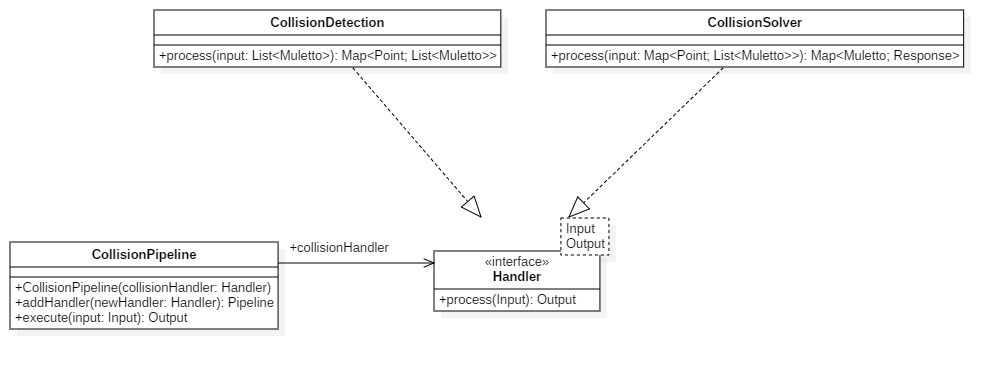 CollisionDetection
+process(input: List<Muletto>): Map<Point; List<Muletto>>
CollisionSolver
+process(input: Map<Point; List<Muletto>>): Map<Muletto; Response>
Input
Output
CollisionPipeline
+CollisionPipeline(collisionHandler: Handler)
+addHandler(newHandler: Handler): Pipeline
+execute(input: Input): Output
+collisionHandler
«interface»
Handler
+process(Input): Output